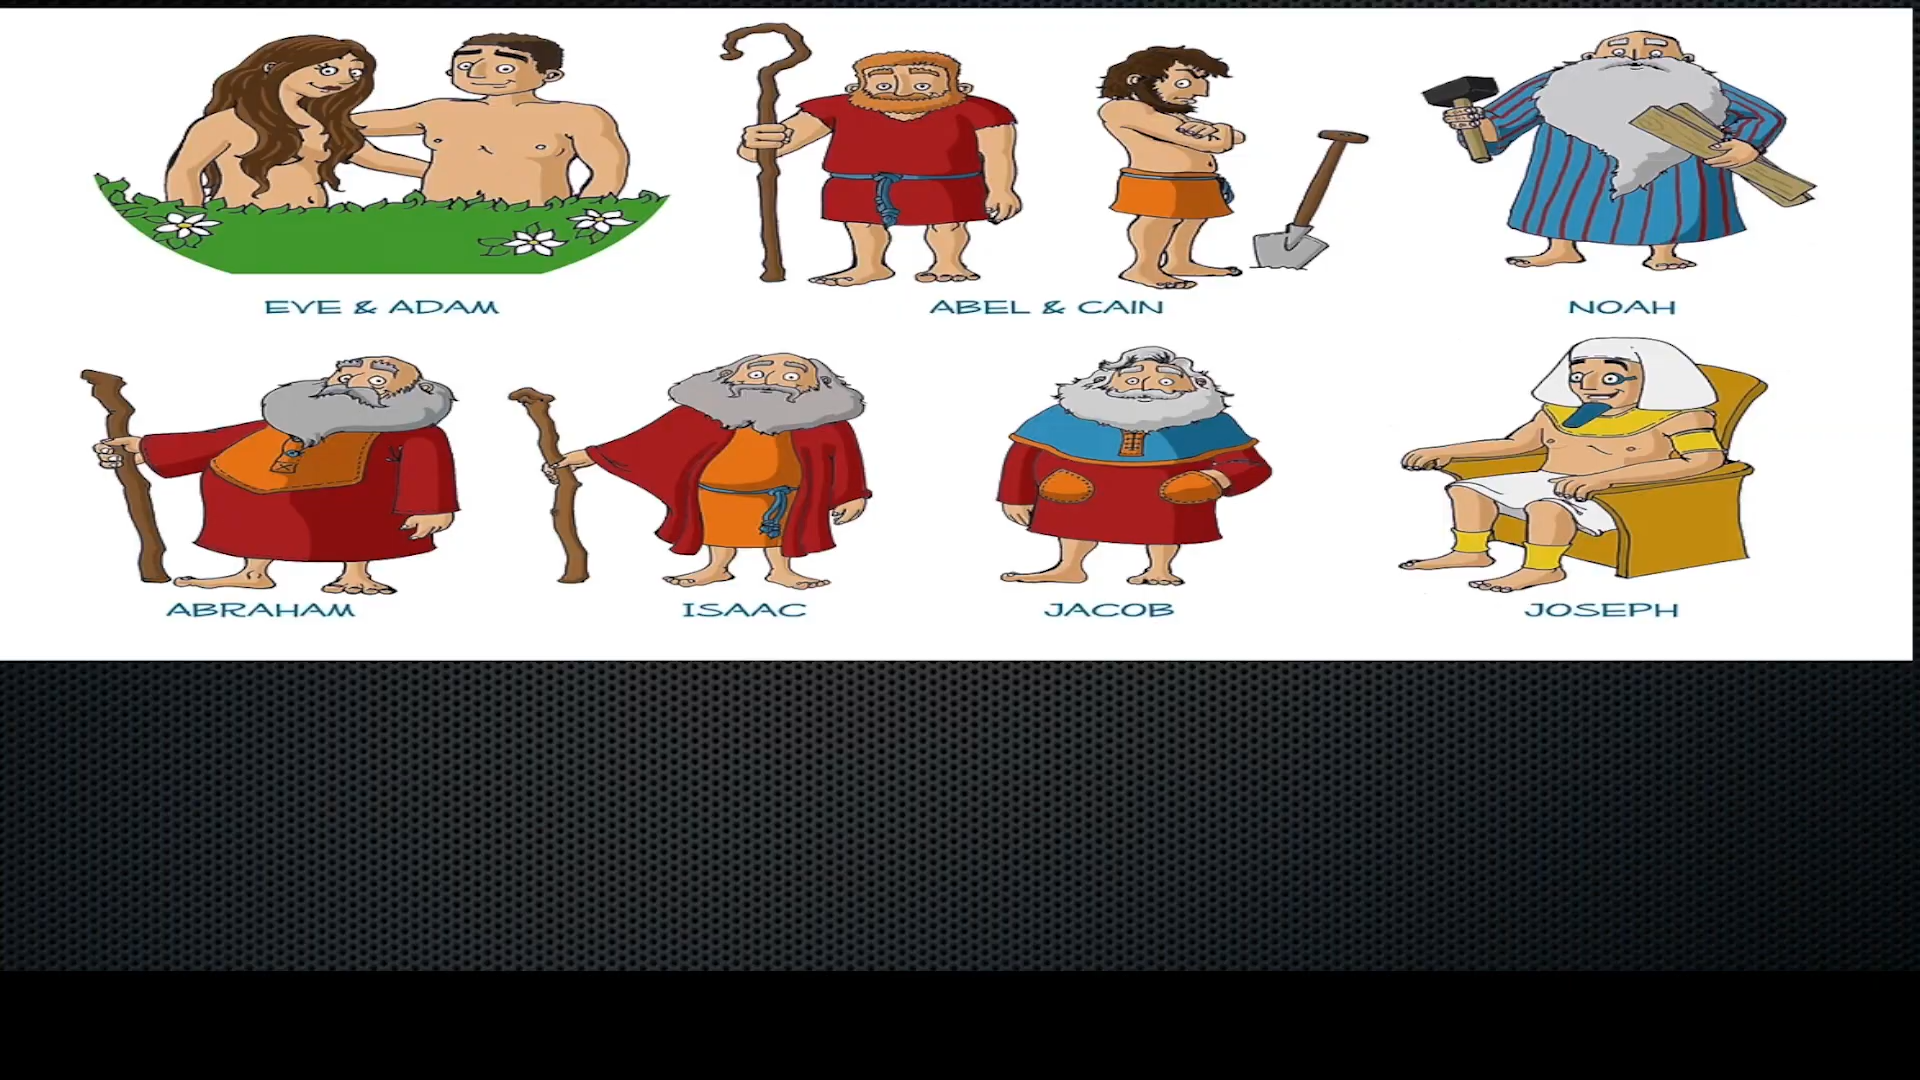 EVE & ADAM
ABEL & CAIN
NOAH
ABRAHAM
ISAAC
JACOB
JOSEPH